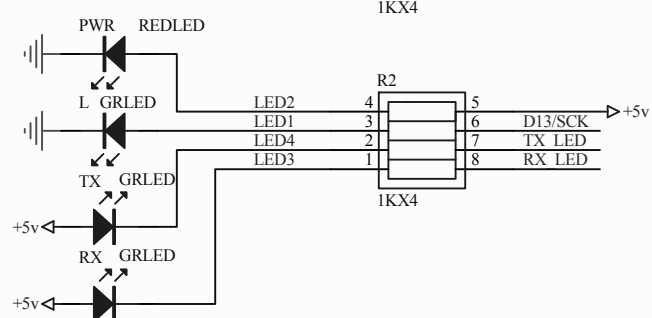 1KX4
PWR REDLED
R2
L GRLED
LED2 4 5 +5v
LED1 3 6 D13/SCK
LED4 2 7 TX LED
LED3 1 8 RX LED
TX GRLED
1KX4
+5v
RX GRLED
+5v